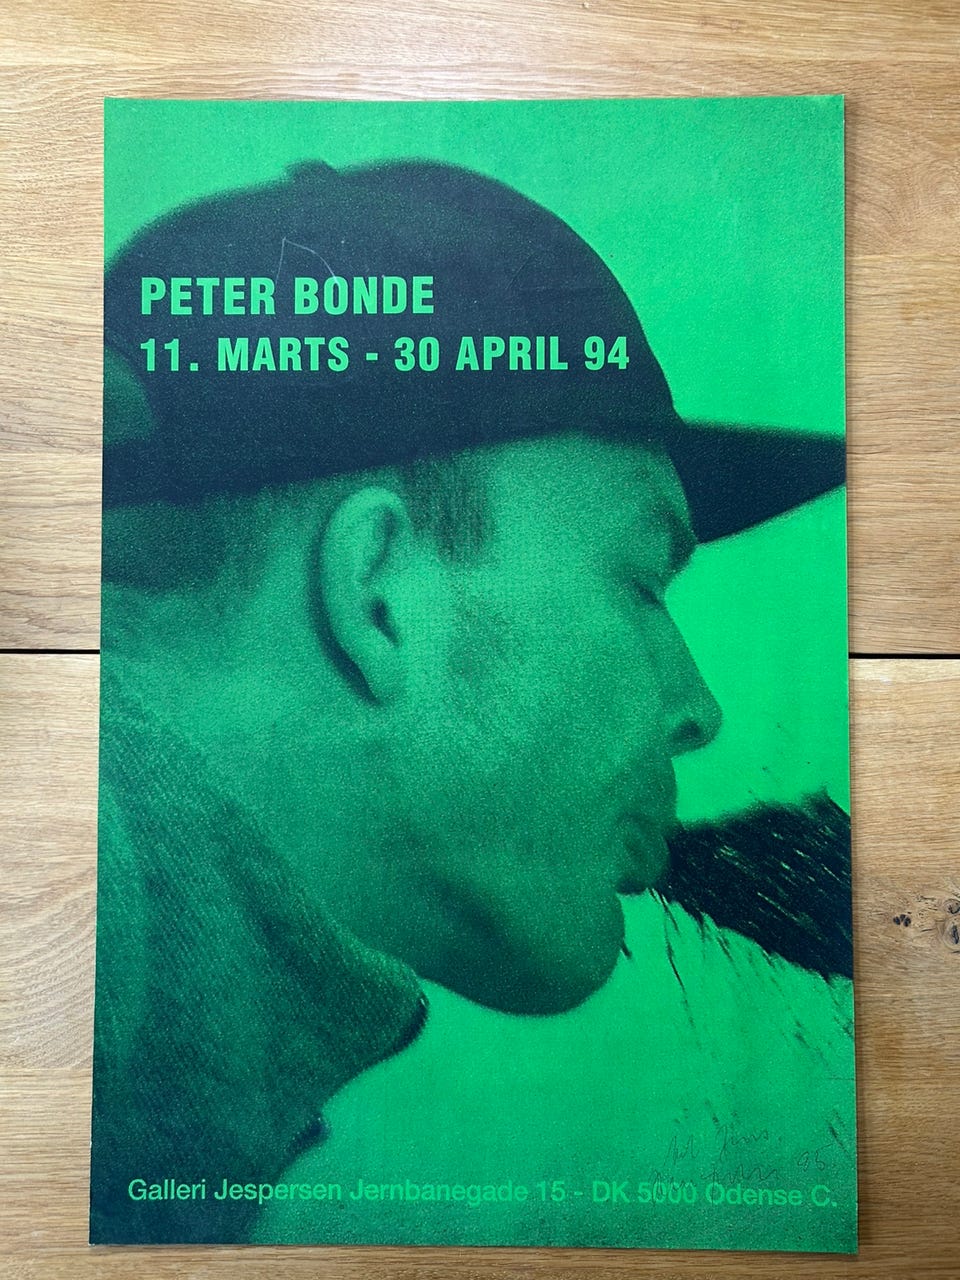 PETER BONDE
11. MARTS - 30 APRIL 94
Galleri Jespersen Jernbanegade 15 - DK 5000 Odense C.